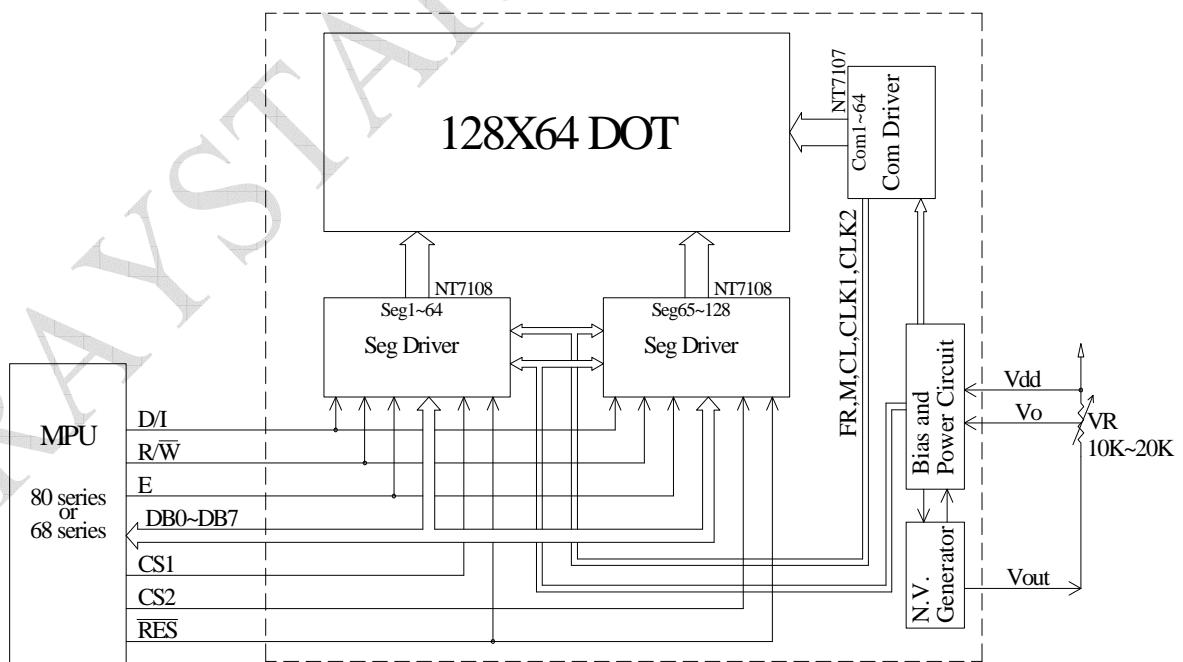 RAYSTAR
128X64 DOT
NT7107
Com1~64
Com Driver
FR,M,CL,CLK1,CLK2
NT7108
Seg1~64
Seg Driver
NT7108
Seg65~128
Seg Driver
MPU
80 series
or
68 series
D/I
R/W̅
E
DB0~DB7
CS1
CS2
R̅E̅S̅
Bias and
Power Circuit
N.V.
Generator
Vdd
Vo
VR
10K~20K
Vout